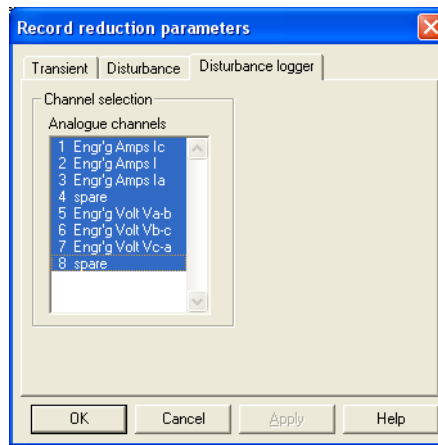 Record reduction parameters
Transient Disturbance Disturbance logger
Channel selection
Analogue channels
1 Engr'g Amps Ic
2 Engr'g Amps I
3 Engr'g Amps Ia
4 spare
5 Engr'g Volt Va-b
6 Engr'g Volt Vb-c
7 Engr'g Volt Vc-a
8 spare
OK Cancel Apply Help